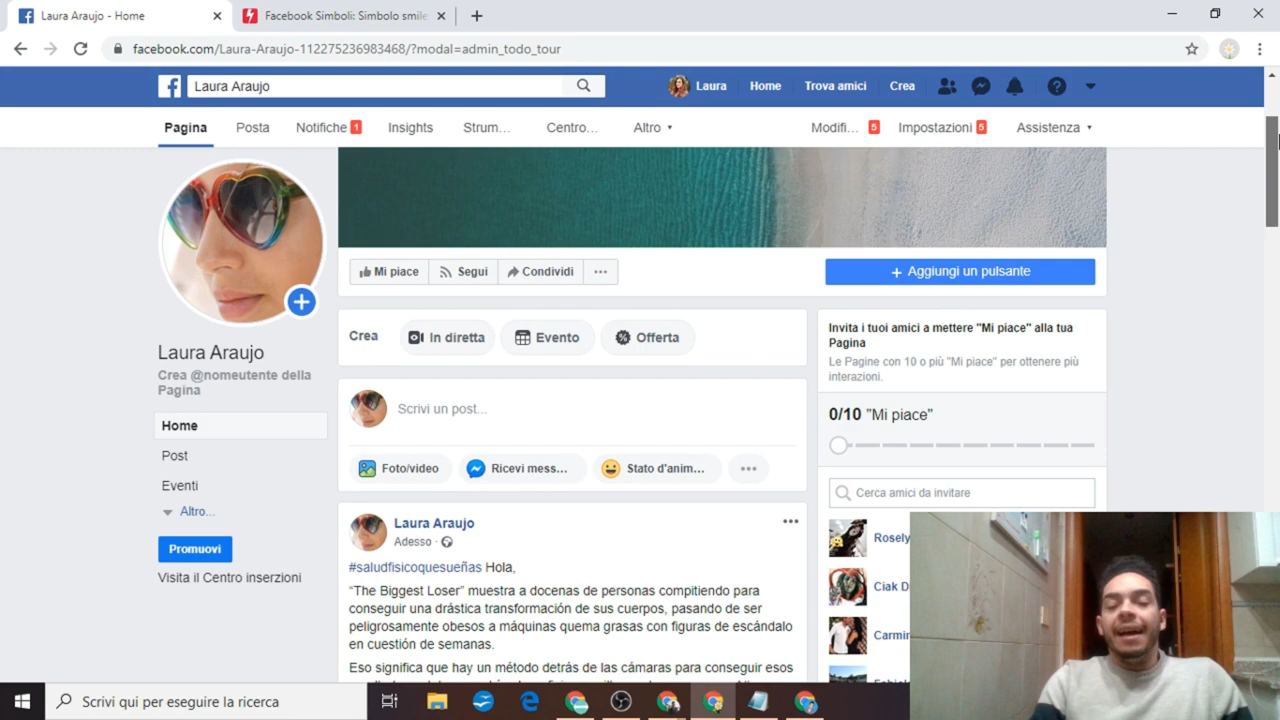 Laura Araujo - Home
Facebook Simboli: Simbolo smile
facebook.com/Laura-Araujo-112275236983468/?modal=admin_todo_tour
Laura Araujo
Laura
Home
Trova amici
Crea
Pagina
Posta
Notifiche 1
Insights
Strum...
Centro...
Altro
Modifi... 5
Impostazioni 5
Assistenza
Mi piace
Segui
Condividi
+ Aggiungi un pulsante
Crea
In diretta
Evento
Offerta
Invita i tuoi amici a mettere "Mi piace" alla tua
Pagina
Le Pagine con 10 o più "Mi piace" per ottenere più
interazioni.
Laura Araujo
Crea @nomeutente della
Pagina
Scrivi un post...
0/10 "Mi piace"
Home
Post
Eventi
Altro...
Foto/video
Ricevi mess...
Stato d'anim...
Cerca amici da invitare
Promuovi
Visita il Centro inserzioni
Laura Araujo
Adesso ·
#saludfisicoquesueñas Hola,
“The Biggest Loser” muestra a docenas de personas compitiendo para
conseguir una drástica transformación de sus cuerpos, pasando de ser
peligrosamente obesos a máquinas quema grasas con figuras de escándalo
en cuestión de semanas.
Eso significa que hay un método detrás de las cámaras para conseguir esos
Rosely
Ciak D
Carmin
Scrivi qui per eseguire la ricerca